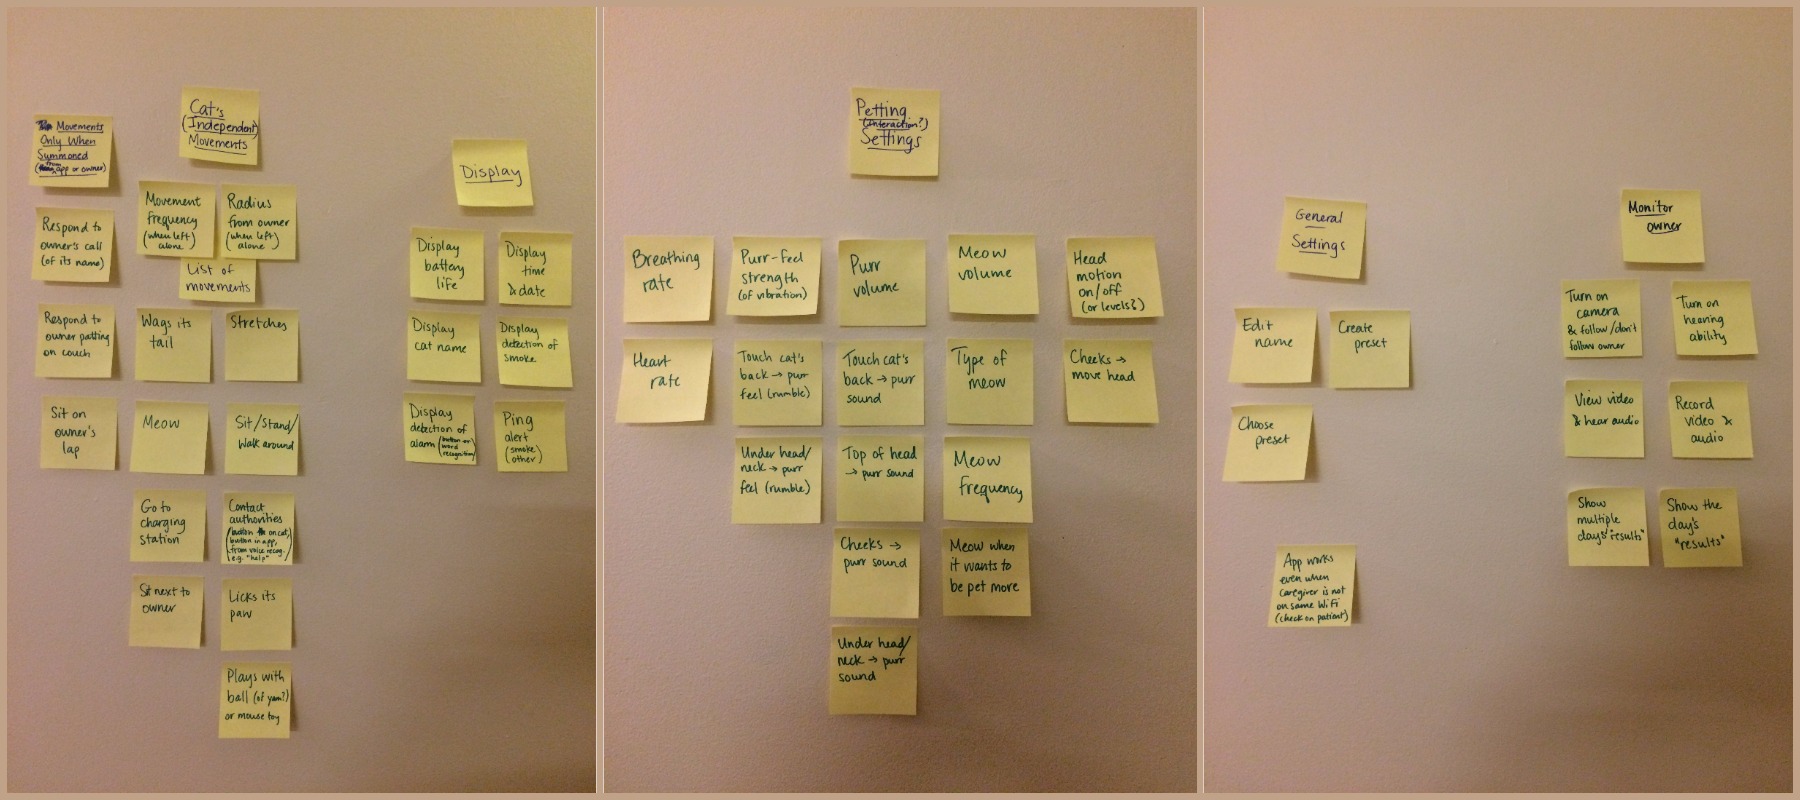 Movements
Only When
Summoned
(from app or owner)
Respond to
owner's call
(of its name)
Respond to
owner patting
on couch
Sit on
owner's
lap
Cat's
(Independent)
Movements
Movement
frequency
(when left)
alone
Radius
from owner
(when left)
alone
List of
movements
Wags its
tail
Stretches
Meow
Sit/Stand/
Walk around
Go to
charging
station
Contact
authorities
(button on cat,
button in app,
from voice recog.
e.g. "help")
Sit next to
owner
Licks its
paw
Plays with
ball (of yarn?)
or mouse toy
Display
Display
battery
life
Display
time
& date
Display
cat name
Display
detection of
smoke
Display
detection of
alarm (button or)
word
recognition
Ping
alert
(smoke)
(other)
Petting
(Interaction?)
Settings
Breathing
rate
Purr-feel
strength
(of vibration)
Purr
volume
Meow
volume
Head
motion
on/off
(or levels?)
Heart
rate
Touch cat's
back → purr
feel (rumble)
Touch cat's
back → purr
sound
Type of
meow
Cheeks →
move head
Under head/
neck → purr
feel (rumble)
Top of head
→ purr sound
Meow
frequency
Cheeks →
purr sound
Meow when
it wants to
be pet more
Under head/
neck → purr
sound
General
Settings
Edit
name
Create
preset
Choose
preset
App works
even when
caregiver is not
on same WiFi
(check on patient)
Monitor
owner
Turn on
camera
& follow/don't
follow owner
Turn on
hearing
ability
View video
& hear audio
Record
video &
audio
Show
multiple
days' "results"
Show the
day's
"results"